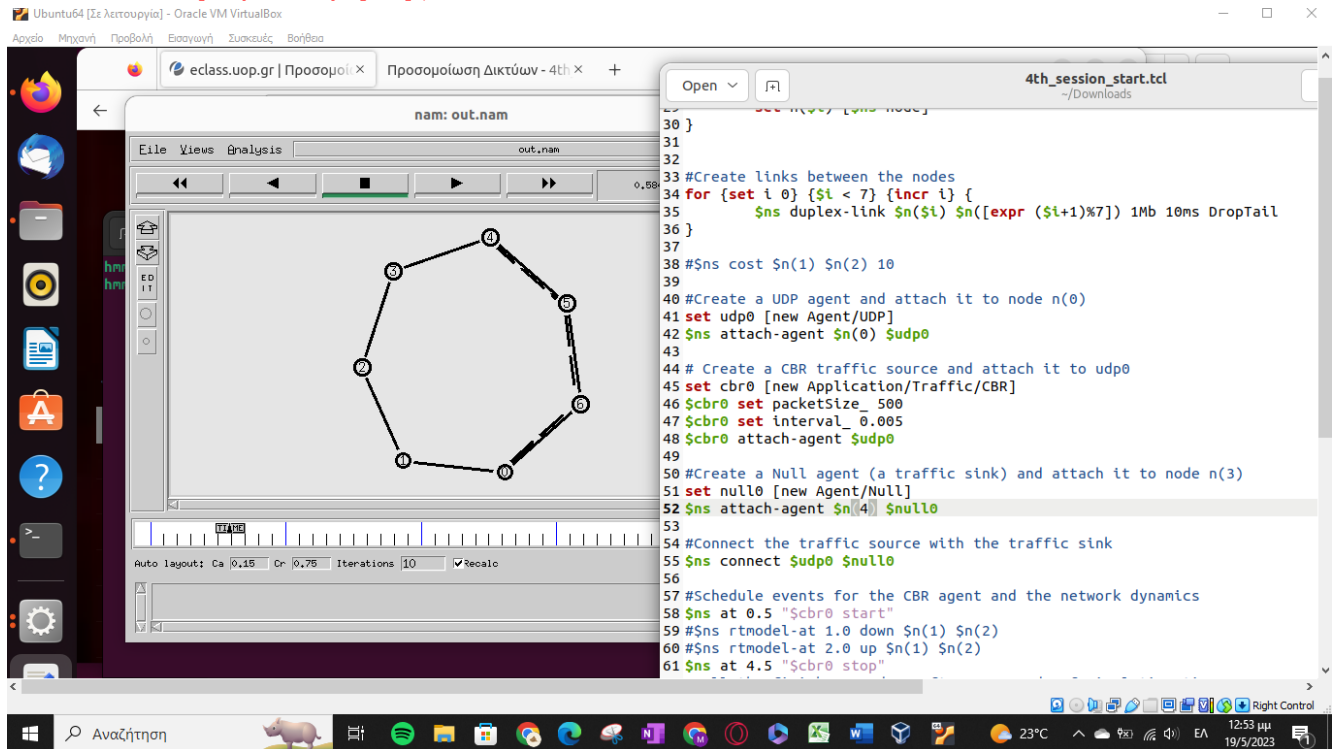 Ubuntu64 [Σε λειτουργία] - Oracle VM VirtualBox
Αρχείο Μηχανή Προβολή Εισαγωγή Συσκευές Βοήθεια
eclass.uop.gr | Προσομοί
Προσομοίωση Δικτύων - 4th
nam: out.nam
File Views Analysis
out.nam
0.58
ED
IT
4
3
5
2
6
1
0
TIME
Auto layout: Ca 0.15 Cr 0.75 Iterations 10 Recalc
Open
4th_session_start.tcl
~/Downloads
29 set n($i) [$ns node]
30 }
31
32
33 #Create links between the nodes
34 for {set i 0} {$i < 7} {incr i} {
35 $ns duplex-link $n($i) $n([expr ($i+1)%7]) 1Mb 10ms DropTail
36 }
37
38 #$ns cost $n(1) $n(2) 10
39
40 #Create a UDP agent and attach it to node n(0)
41 set udp0 [new Agent/UDP]
42 $ns attach-agent $n(0) $udp0
43
44 # Create a CBR traffic source and attach it to udp0
45 set cbr0 [new Application/Traffic/CBR]
46 $cbr0 set packetSize_ 500
47 $cbr0 set interval_ 0.005
48 $cbr0 attach-agent $udp0
49
50 #Create a Null agent (a traffic sink) and attach it to node n(3)
51 set null0 [new Agent/Null]
52 $ns attach-agent $n(4) $null0
53
54 #Connect the traffic source with the traffic sink
55 $ns connect $udp0 $null0
56
57 #Schedule events for the CBR agent and the network dynamics
58 $ns at 0.5 "$cbr0 start"
59 #$ns rtmodel-at 1.0 down $n(1) $n(2)
60 #$ns rtmodel-at 2.0 up $n(1) $n(2)
61 $ns at 4.5 "$cbr0 stop"
Right Control
Αναζήτηση
23°C
ΕΛ
12:53 μμ
19/5/2023